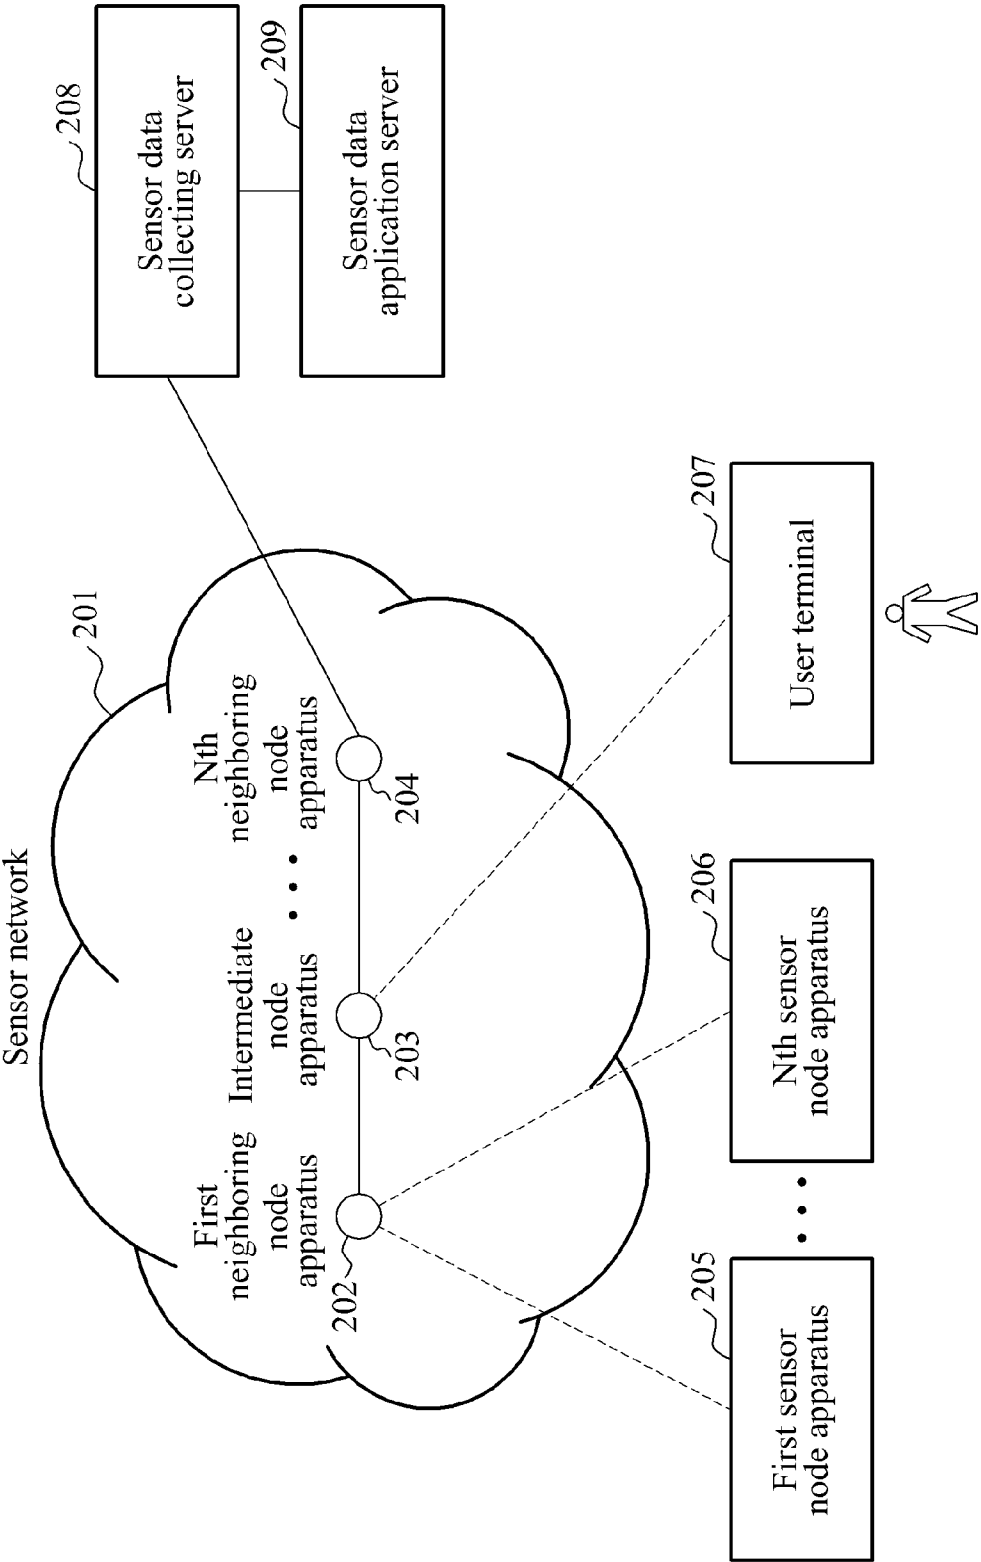 Sensor network
201
First
neighboring
node
apparatus
202
Intermediate
node
apparatus
203
Nth
neighboring
node
apparatus
204
208
Sensor data
collecting server
209
Sensor data
application server
205
First sensor
node apparatus
206
Nth sensor
node apparatus
207
User terminal